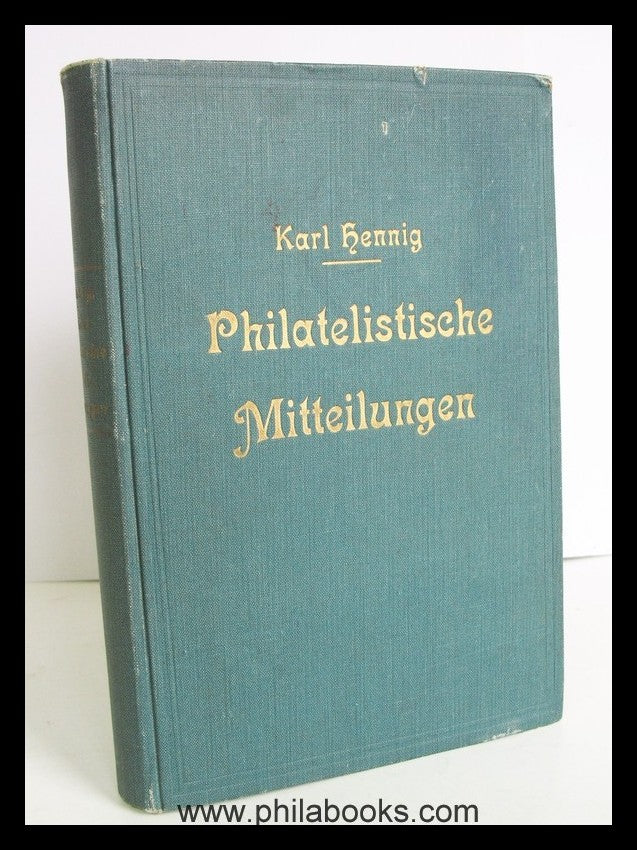 Karl Hennig
Philatelistische
Mitteilungen
www.philabooks.com